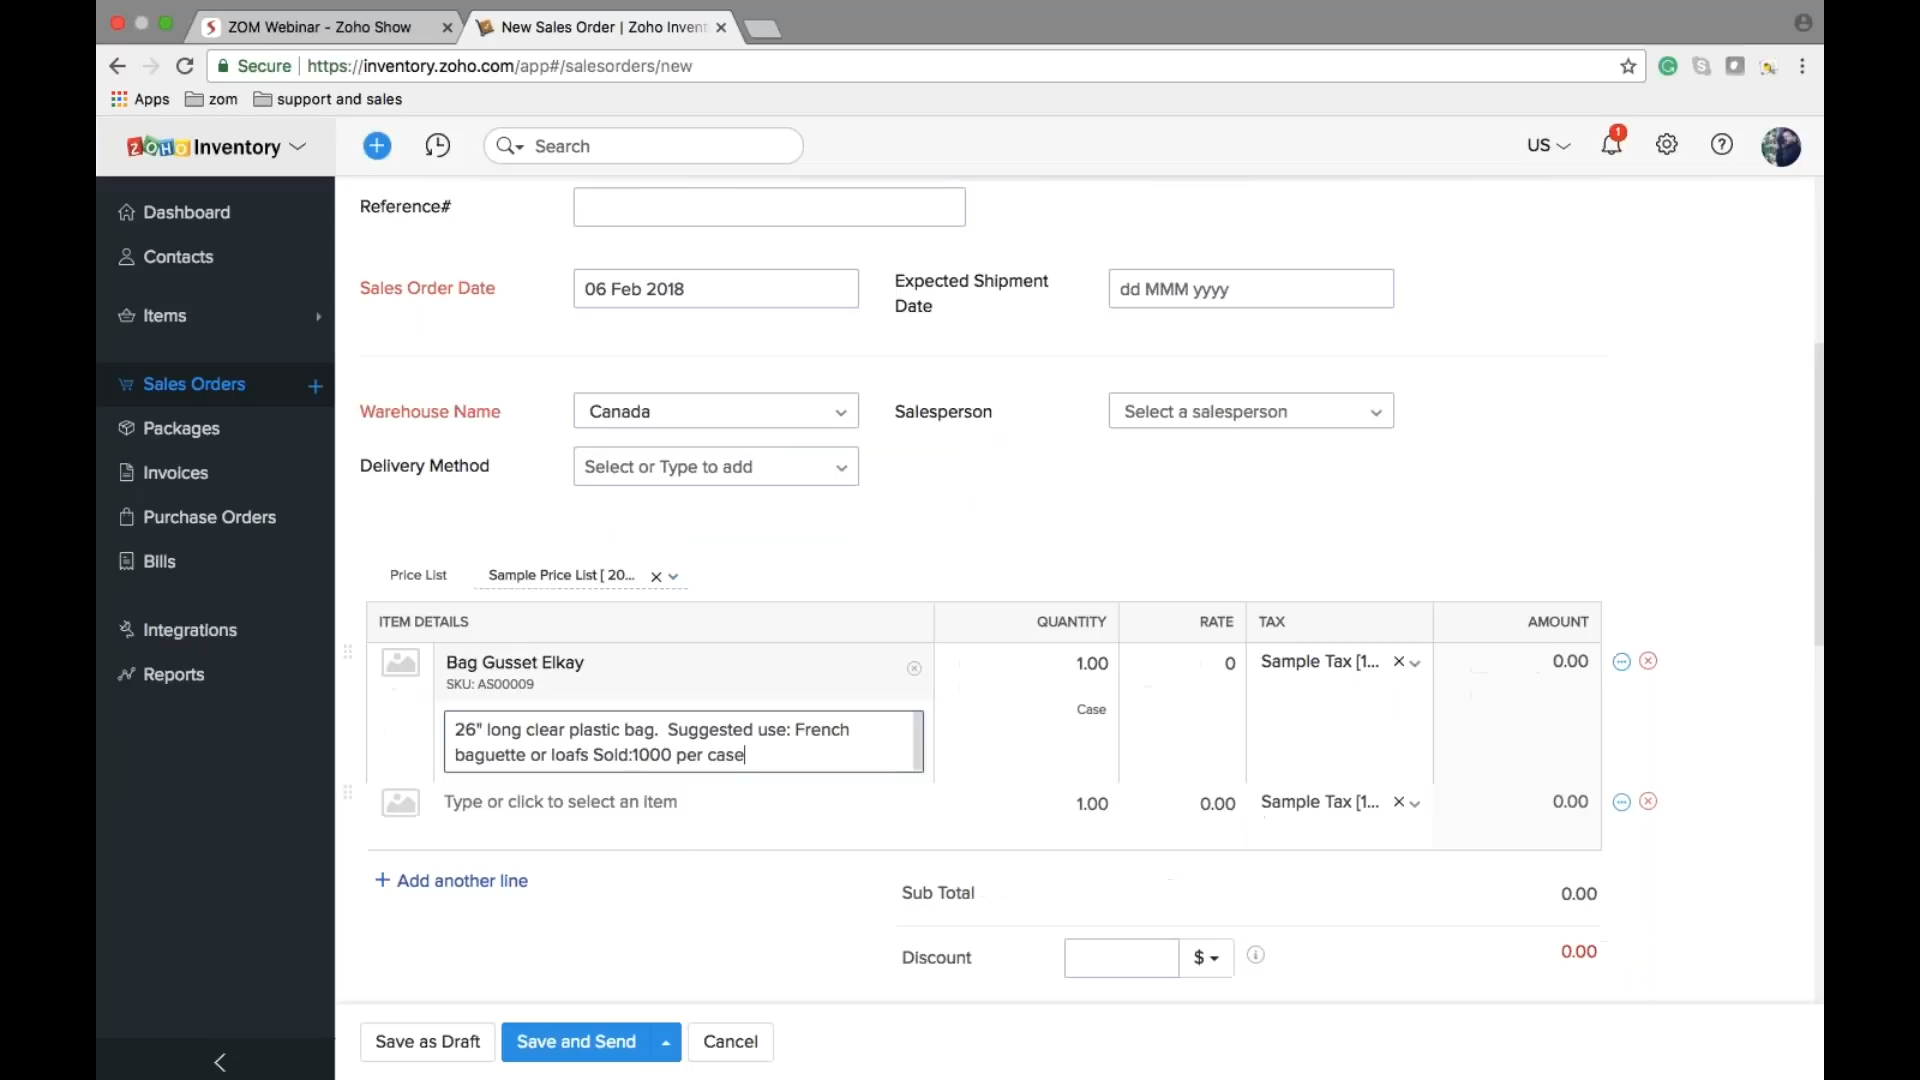 ZOM Webinar - Zoho Show
New Sales Order | Zoho Invent
Secure https://inventory.zoho.com/app#/salesorders/new
Apps zom support and sales
ZOHO Inventory
Search
US
1
Dashboard
Contacts
Items
Sales Orders
Packages
Invoices
Purchase Orders
Bills
Integrations
Reports
Reference#
Sales Order Date 06 Feb 2018 Expected Shipment
Date
dd MMM yyyy
Warehouse Name Canada Salesperson Select a salesperson
Delivery Method Select or Type to add
Price List Sample Price List [ 20...
ITEM DETAILS QUANTITY RATE TAX AMOUNT
Bag Gusset Elkay 1.00 0 Sample Tax [1... 0.00
SKU: AS00009
Case
26" long clear plastic bag. Suggested use: French
baguette or loafs Sold:1000 per case
Type or click to select an item 1.00 0.00 Sample Tax [1... 0.00
+ Add another line
Sub Total 0.00
Discount $ 0.00
Save as Draft Save and Send Cancel